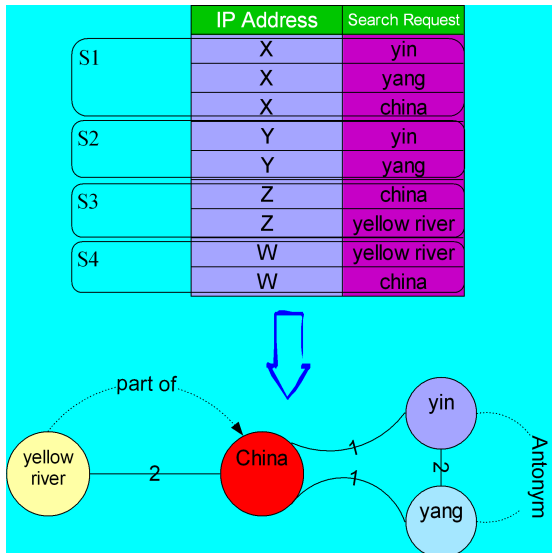 IP Address Search Request
S1
X yin
X yang
X china
S2
Y yin
Y yang
S3
Z china
Z yellow river
S4
W yellow river
W china
part of
yin
1
yellow
river
2
China
2
1
Antonym
yang